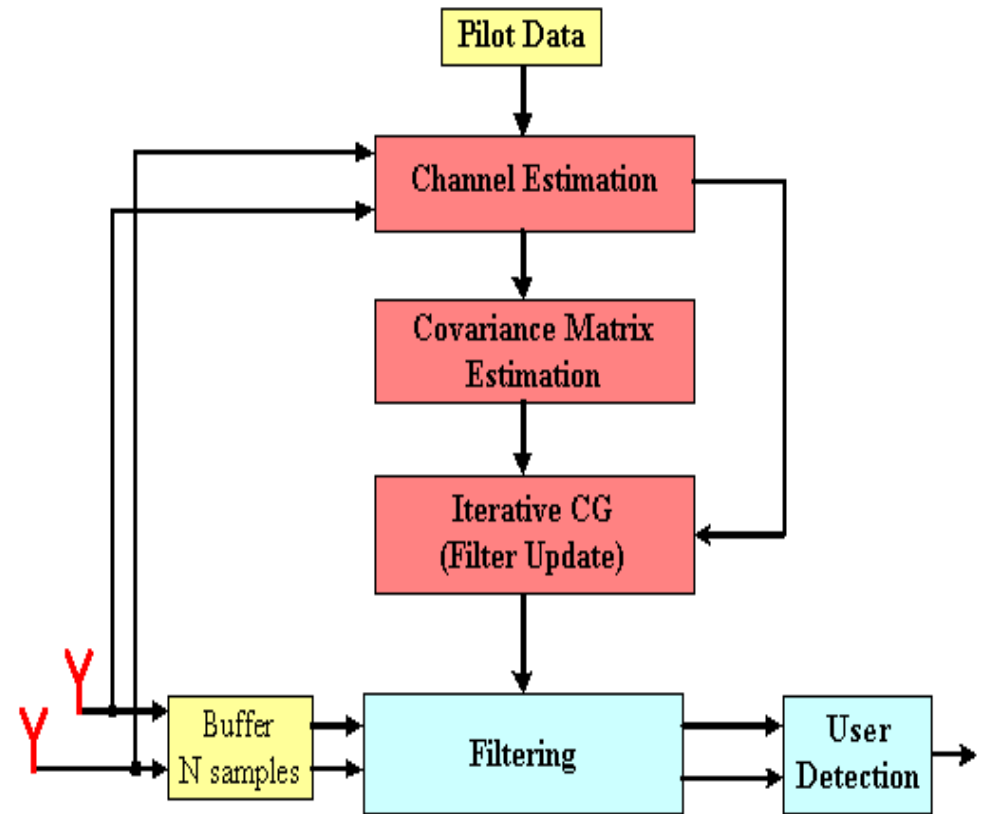 Pilot Data
Channel Estimation
Covariance Matrix
Estimation
Iterative CG
(Filter Update)
Buffer
N samples
Filtering
User
Detection